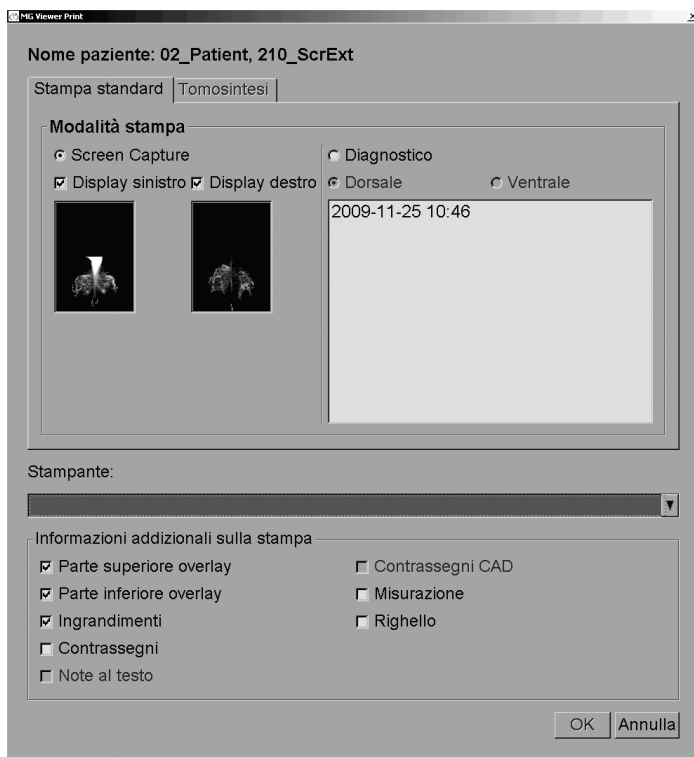 MG Viewer Print
Nome paziente: 02_Patient, 210_ScrExt
Stampa standard Tomosintesi
Modalità stampa
Screen Capture
Display sinistro Display destro
Diagnostico
Dorsale Ventrale
2009-11-25 10:46
Stampante:
Informazioni addizionali sulla stampa
Parte superiore overlay
Parte inferiore overlay
Ingrandimenti
Contrassegni
Note al testo
Contrassegni CAD
Misurazione
Righello
OK Annulla